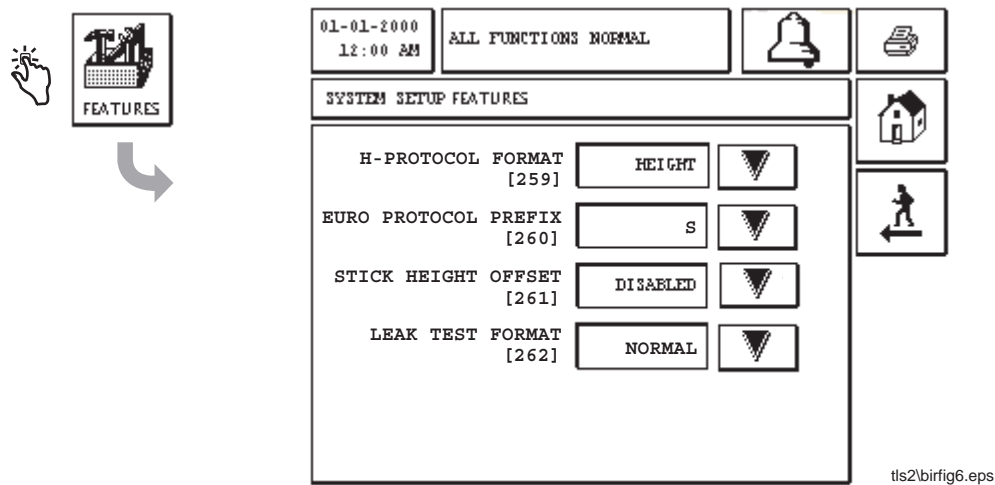 FEATURES
01-01-2000
12:00 AM
ALL FUNCTIONS NORMAL
SYSTEM SETUP FEATURES
H-PROTOCOL FORMAT HEIGHT
[259]
EURO PROTOCOL PREFIX S
[260]
STICK HEIGHT OFFSET DISABLED
[261]
LEAK TEST FORMAT NORMAL
[262]
tls2\birfig6.eps